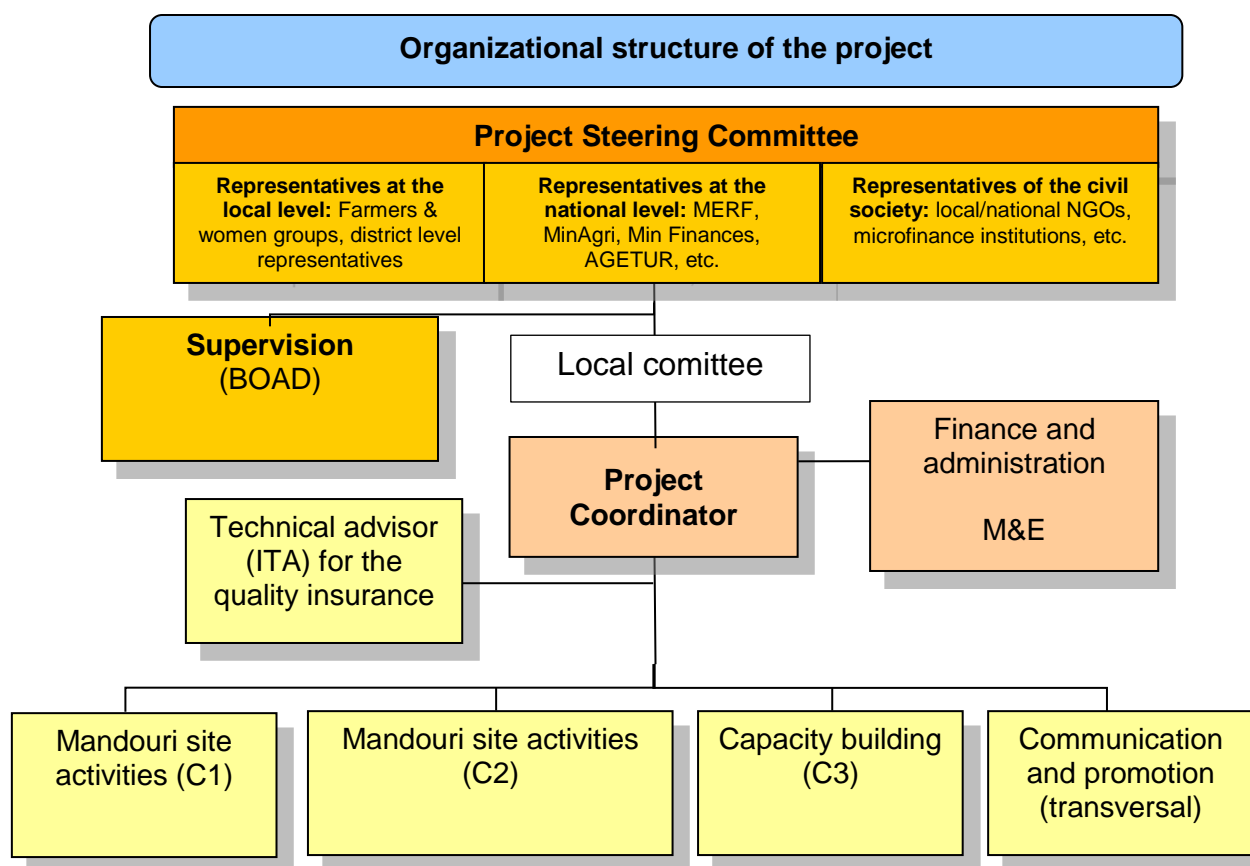 Organizational structure of the project
Project Steering Committee
Representatives at the
local level: Farmers &
women groups, district level
representatives
Representatives at the
national level: MERF,
MinAgri, Min Finances,
AGETUR, etc.
Representatives of the civil
society: local/national NGOs,
microfinance institutions, etc.
Supervision
(BOAD)
Local comittee
Finance and
administration
M&E
Project
Coordinator
Technical advisor
(ITA) for the
quality insurance
Mandouri site
activities (C1)
Mandouri site activities
(C2)
Capacity building
(C3)
Communication
and promotion
(transversal)